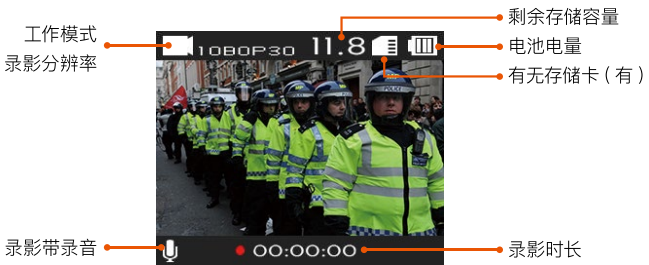 工作模式
录影分辨率
1080P30 11.8
剩余存储容量
电池电量
有无存储卡（有）
POLICE
录影带录音
00:00:00
录影时长